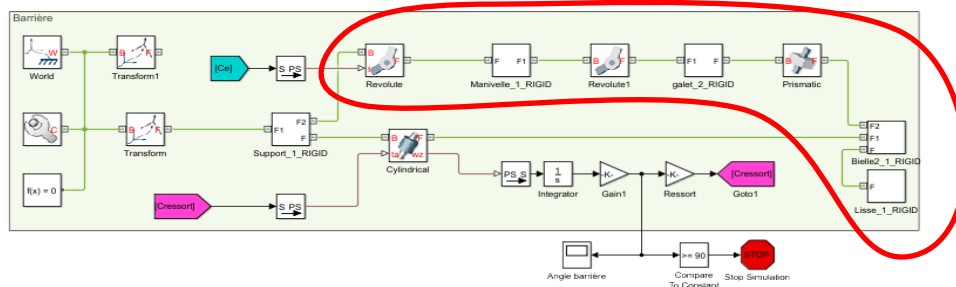 Barrière
W
World
B F
Transform1
[Ce]
S PS
B F
s
Revolute
F F1
Manivelle_1_RIGID
B F
Revolute1
F1 F
galet_2_RIGID
B F
Prismatic
C
B F
Transform
F1 F2 F
Support_1_RIGID
B F
tz wz
Cylindrical
F2
F1
F
Bielle2_1_RIGID
f(x) = 0
[Cressort]
S PS
PS S
1
s
Integrator
-K-
Gain1
-K-
Ressort
[Cressort]
Goto1
F
Lisse_1_RIGID
Angle barrière
>= 90
Compare
To Constant
STOP
Stop Simulation